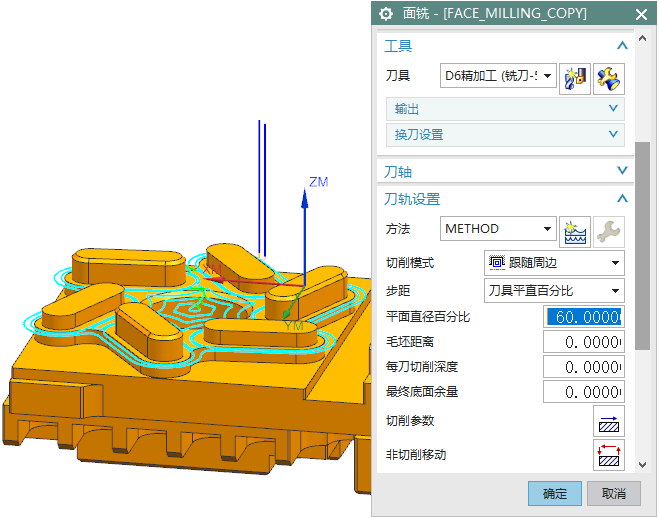 面铣 - [FACE_MILLING_COPY]
工具
刀具 D6精加工 (铣刀-5
输出
换刀设置
刀轴
刀轨设置
方法 METHOD
切削模式 跟随周边
步距 刀具平直百分比
平面直径百分比 60.0000
毛坯距离 0.0000
每刀切削深度 0.0000
最终底面余量 0.0000
切削参数
非切削移动
确定 取消
ZM
XM
YM